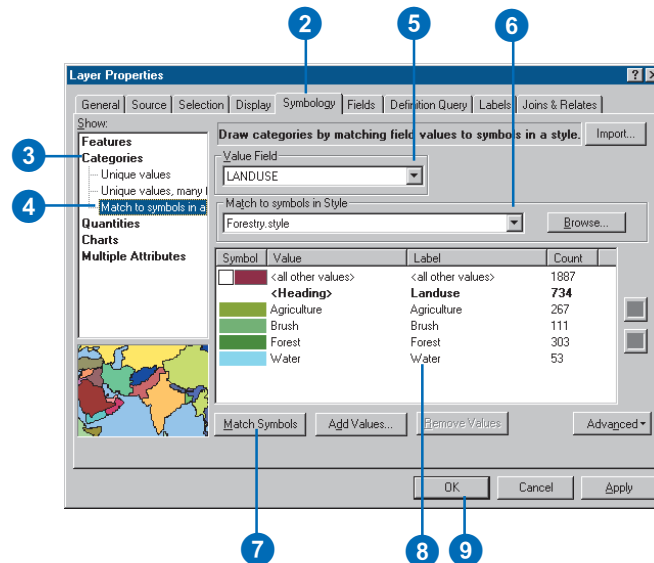 2
5
6
Layer Properties
General Source Selection Display Symbology Fields Definition Query Labels Joins & Relates
Show:
Features
3
Categories
Unique values
Unique values, many
4
Match to symbols in a
Quantities
Charts
Multiple Attributes
Draw categories by matching field values to symbols in a style.
Import...
Value Field
LANDUSE
Match to symbols in Style
Forestry.style
Browse...
Symbol Value Label Count
<all other values> <all other values> 1887
<Heading> Landuse 734
Agriculture Agriculture 267
Brush Brush 111
Forest Forest 303
Water Water 53
Match Symbols Add Values... Remove Values Advanced
OK Cancel Apply
7
8
9